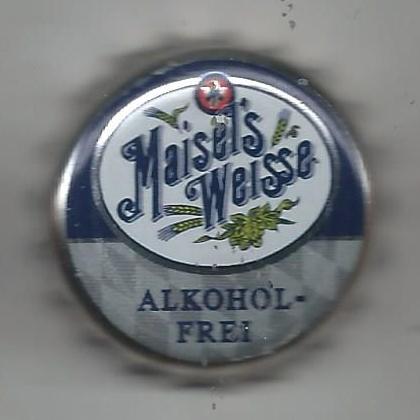 Maisel's
Weisse
ALKOHOL-
FREI